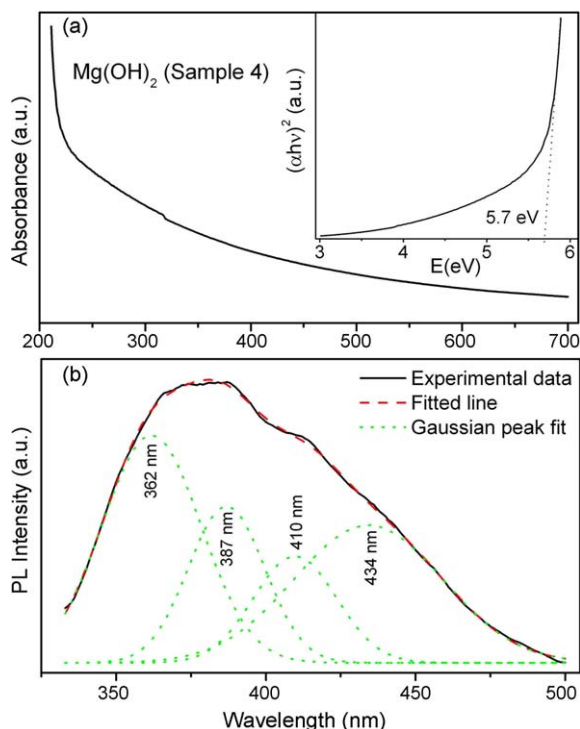 (a)
Mg(OH)₂ (Sample 4)
Absorbance (a.u.)
(αhν)² (a.u.)
5.7 eV
3 4 5 6
E(eV)
200 300 400 500 600 700
(b)
Experimental data
Fitted line
Gaussian peak fit
362 nm
387 nm
410 nm
434 nm
PL Intensity (a.u.)
350 400 450 500
Wavelength (nm)